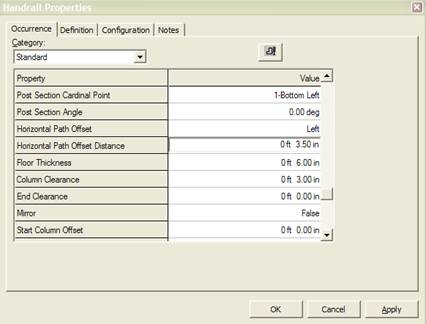 Handrail Properties
Occurrence Definition Configuration Notes
Category:
Standard
Property Value
Post Section Cardinal Point 1-Bottom Left
Post Section Angle 0.00 deg
Horizontal Path Offset Left
Horizontal Path Offset Distance 0 ft 3.50 in
Floor Thickness 0 ft 6.00 in
Column Clearance 0 ft 3.00 in
End Clearance 0 ft 0.00 in
Mirror False
Start Column Offset 0 ft 0.00 in
OK Cancel Apply